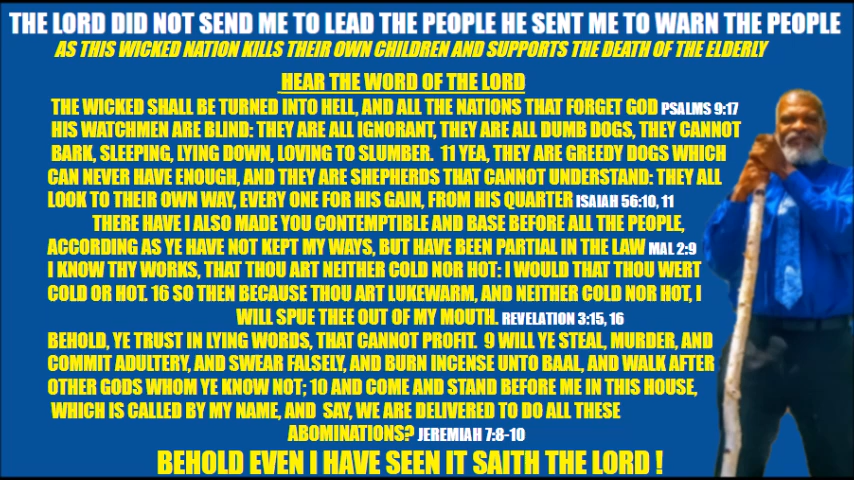 THE LORD DID NOT SEND ME TO LEAD THE PEOPLE HE SENT ME TO WARN THE PEOPLE
AS THIS WICKED NATION KILLS THEIR OWN CHILDREN AND SUPPORTS THE DEATH OF THE ELDERLY
HEAR THE WORD OF THE LORD
THE WICKED SHALL BE TURNED INTO HELL, AND ALL THE NATIONS THAT FORGET GOD PSALMS 9:17
HIS WATCHMEN ARE BLIND: THEY ARE ALL IGNORANT, THEY ARE ALL DUMB DOGS, THEY CANNOT
BARK, SLEEPING, LYING DOWN, LOVING TO SLUMBER. 11 YEA, THEY ARE GREEDY DOGS WHICH
CAN NEVER HAVE ENOUGH, AND THEY ARE SHEPHERDS THAT CANNOT UNDERSTAND: THEY ALL
LOOK TO THEIR OWN WAY, EVERY ONE FOR HIS GAIN, FROM HIS QUARTER ISAIAH 56:10, 11
THERE HAVE I ALSO MADE YOU CONTEMPTIBLE AND BASE BEFORE ALL THE PEOPLE,
ACCORDING AS YE HAVE NOT KEPT MY WAYS, BUT HAVE BEEN PARTIAL IN THE LAW MAL 2:9
I KNOW THY WORKS, THAT THOU ART NEITHER COLD NOR HOT: I WOULD THAT THOU WERT
COLD OR HOT. 16 SO THEN BECAUSE THOU ART LUKEWARM, AND NEITHER COLD NOR HOT, I
WILL SPUE THEE OUT OF MY MOUTH. REVELATION 3:15, 16
BEHOLD, YE TRUST IN LYING WORDS, THAT CANNOT PROFIT. 9 WILL YE STEAL, MURDER, AND
COMMIT ADULTERY, AND SWEAR FALSELY, AND BURN INCENSE UNTO BAAL, AND WALK AFTER
OTHER GODS WHOM YE KNOW NOT; 10 AND COME AND STAND BEFORE ME IN THIS HOUSE,
WHICH IS CALLED BY MY NAME, AND SAY, WE ARE DELIVERED TO DO ALL THESE
ABOMINATIONS? JEREMIAH 7:8-10
BEHOLD EVEN I HAVE SEEN IT SAITH THE LORD !